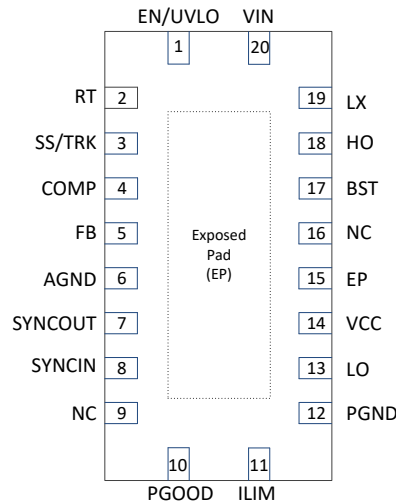 EN/UVLO VIN
1 20
RT 2 19 LX
SS/TRK 3 18 HO
COMP 4 17 BST
FB 5 16 NC
Exposed
Pad
(EP)
AGND 6 15 EP
SYNCOUT 7 14 VCC
SYNCIN 8 13 LO
NC 9 12 PGND
10 11
PGOOD ILIM